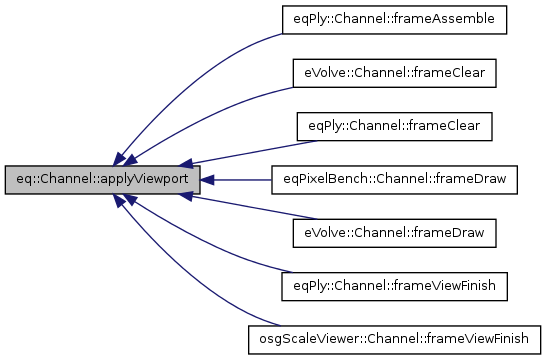 eqPly::Channel::frameAssemble
eVolve::Channel::frameClear
eqPly::Channel::frameClear
eq::Channel::applyViewport
eqPixelBench::Channel::frameDraw
eVolve::Channel::frameDraw
eqPly::Channel::frameViewFinish
osgScaleViewer::Channel::frameViewFinish